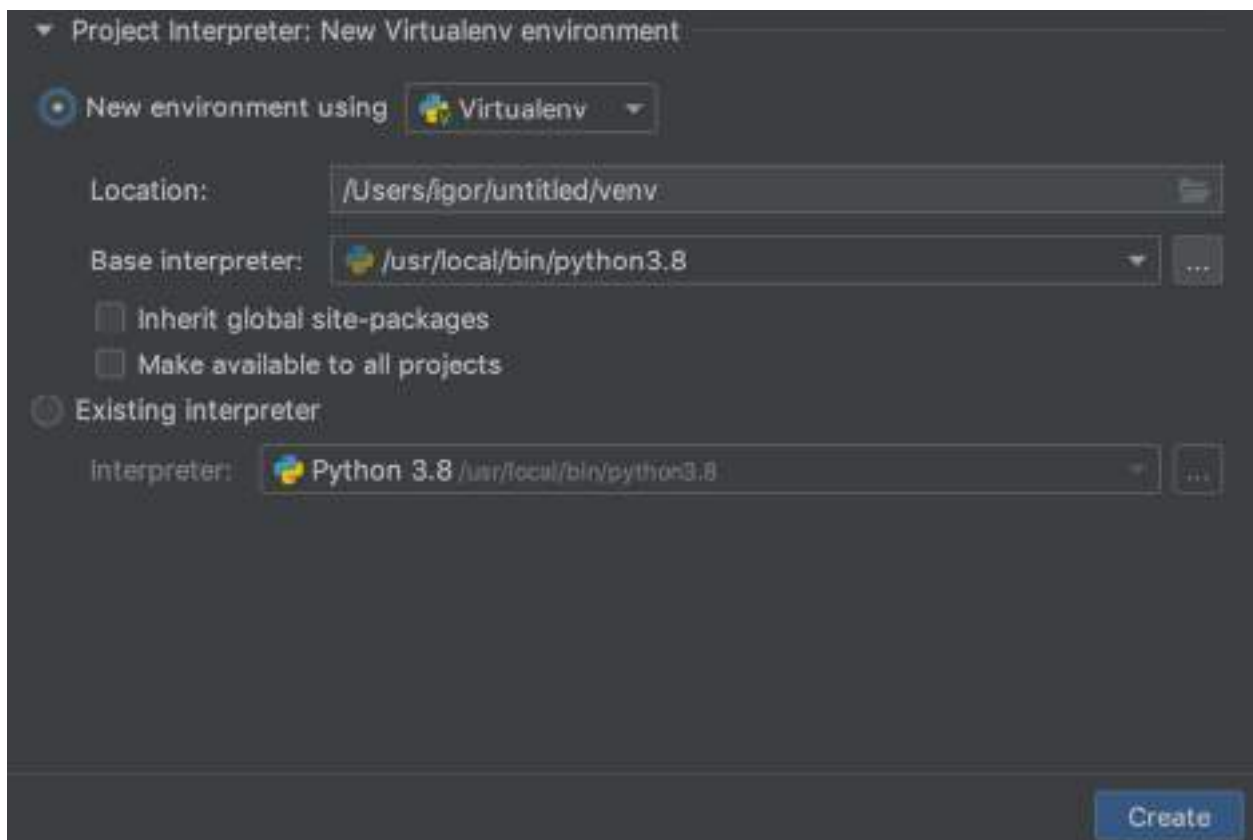 Project Interpreter: New Virtualenv environment
New environment using Virtualenv
Location: /Users/igor/untitled/venv
Base interpreter: /usr/local/bin/python3.8 ...
Inherit global site-packages
Make available to all projects
Existing interpreter
Interpreter: Python 3.8 /usr/local/bin/python3.8 ...
Create